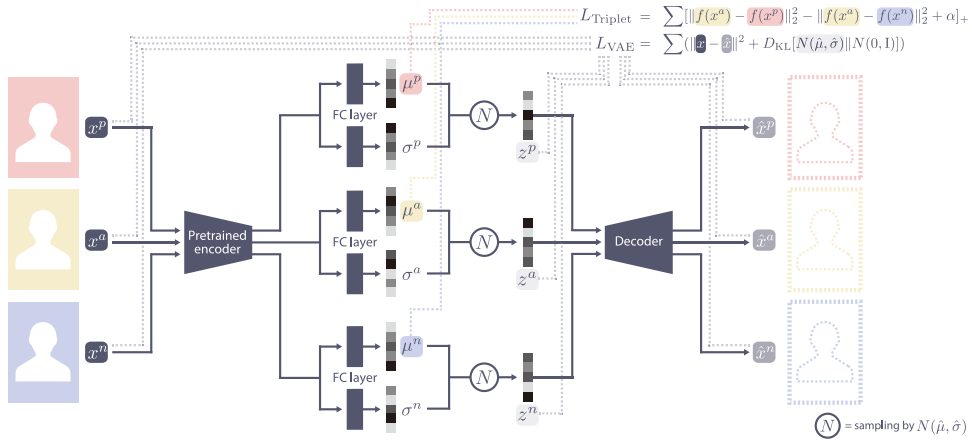 L_Triplet = ∑[‖f(x^a) − f(x^p)‖₂² − ‖f(x^a) − f(x^n)‖₂² + α]₊
L_VAE = ∑(‖x − x̂‖² + D_KL[N(μ̂, σ̂)‖N(0, I)])
x^p
FC layer
μ^p
σ^p
N
z^p
x̂^p
x^a
Pretrained
encoder
FC layer
μ^a
σ^a
N
z^a
Decoder
x̂^a
x^n
FC layer
μ^n
σ^n
N
z^n
x̂^n
N = sampling by N(μ̂, σ̂)